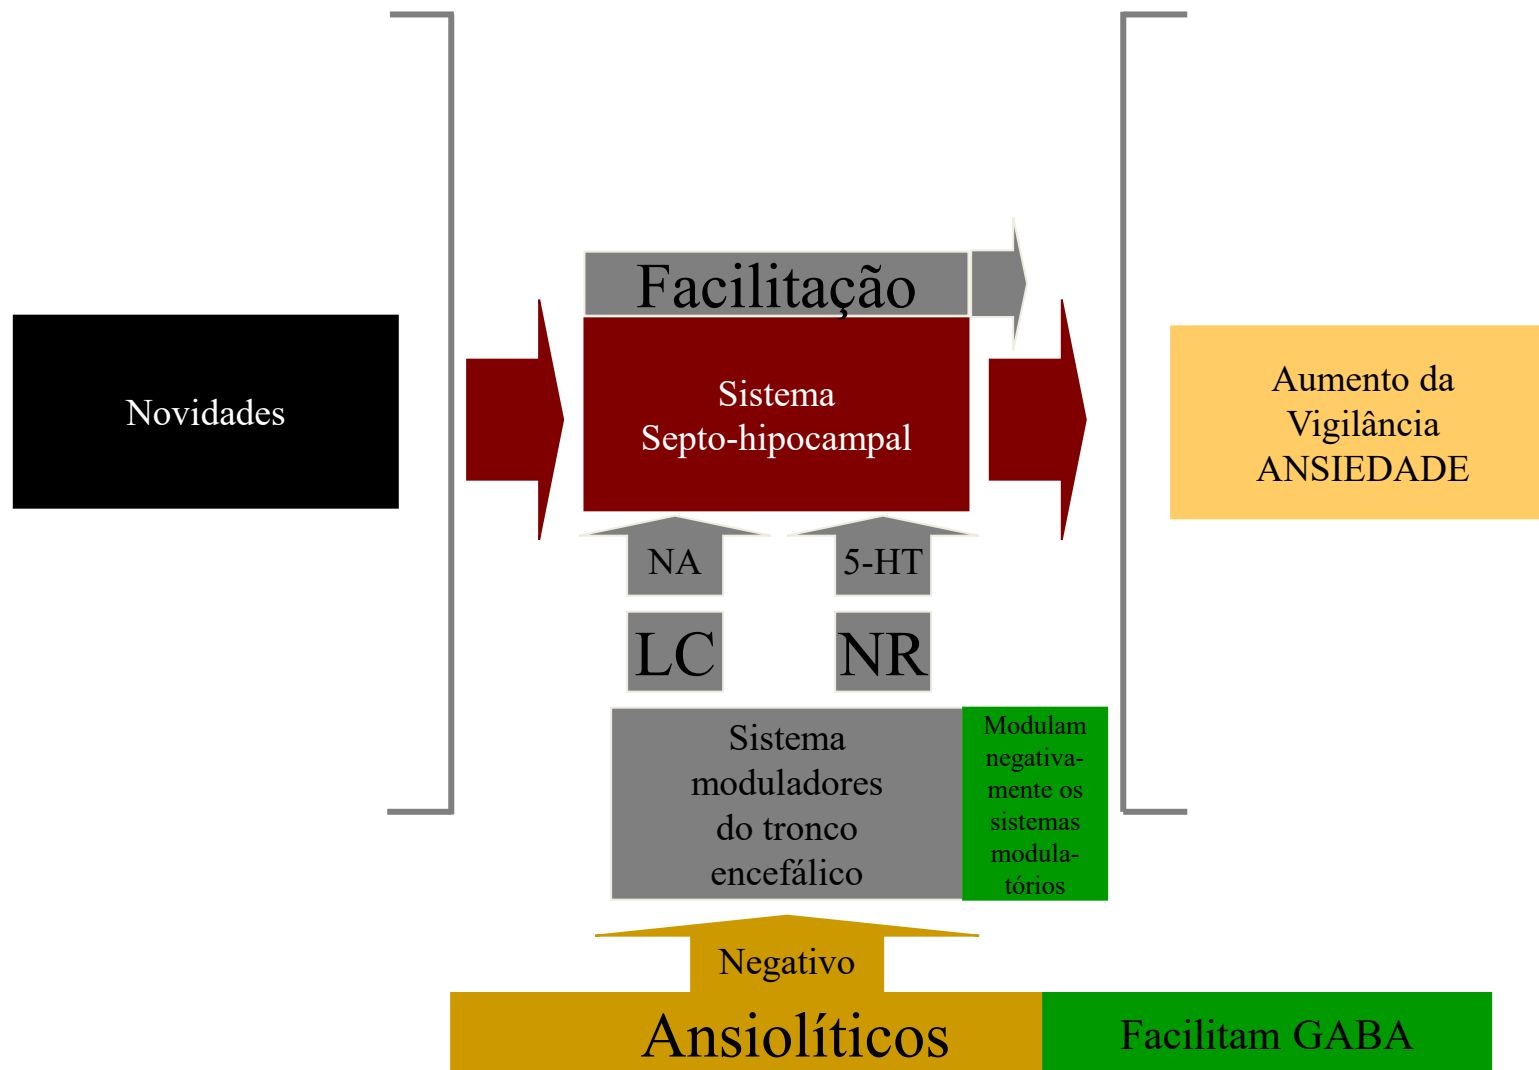 Facilitação
Novidades
Sistema
Septo-hipocampal
Aumento da
Vigilância
ANSIEDADE
NA
5-HT
LC
NR
Sistema
moduladores
do tronco
encefálico
Modulam
negativa-
mente os
sistemas
modula-
tórios
Negativo
Ansiolíticos
Facilitam GABA